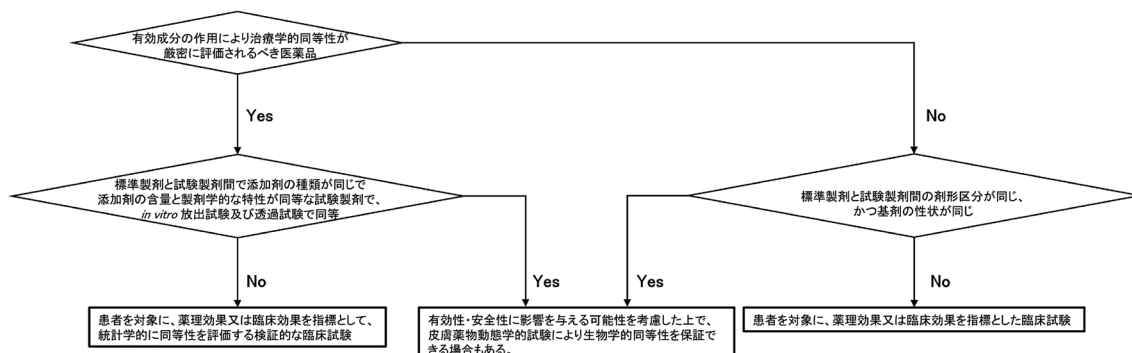 有効成分の作用により治療学的同等性が
厳密に評価されるべき医薬品
Yes
No
標準製剤と試験製剤間で添加剤の種類が同じで
添加剤の含量と製剤学的な特性が同等な試験製剤で、
in vitro 放出試験及び透過試験で同等
標準製剤と試験製剤間の剤形区分が同じ、
かつ基剤の性状が同じ
No
Yes
Yes
No
患者を対象に、薬理効果又は臨床効果を指標として、
統計学的に同等性を評価する検証的な臨床試験
有効性・安全性に影響を与える可能性を考慮した上で、
皮膚薬物動態学的試験により生物学的同等性を保証で
きる場合もある。
患者を対象に、薬理効果又は臨床効果を指標とした臨床試験